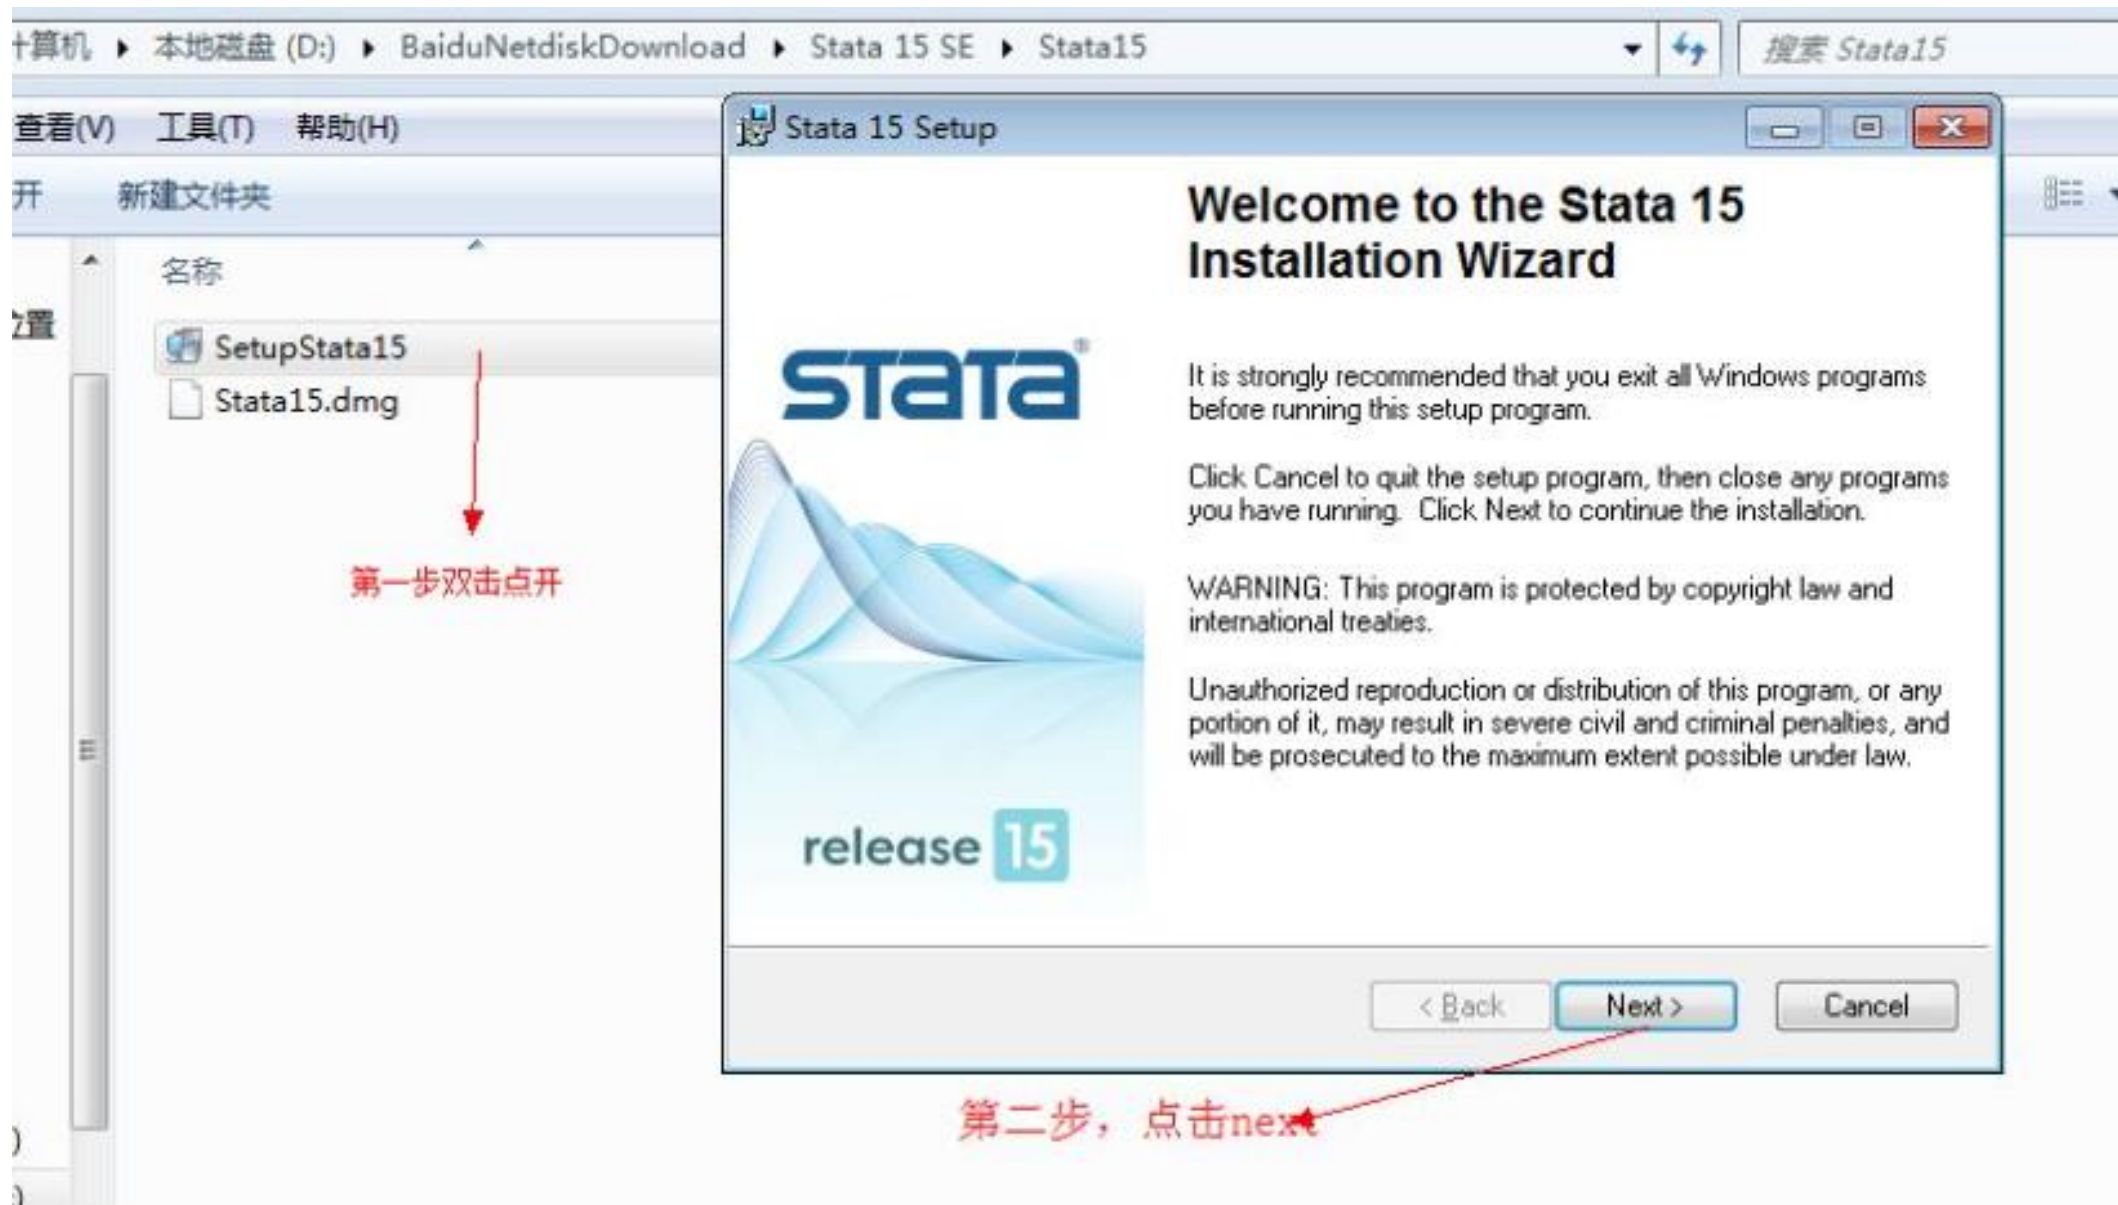 计算机 ▸ 本地磁盘 (D:) ▸ BaiduNetdiskDownload ▸ Stata 15 SE ▸ Stata15
搜索 Stata15
查看(V) 工具(T) 帮助(H)
开 新建文件夹
名称
位置
SetupStata15
Stata15.dmg
第一步双击点开
Stata 15 Setup
Welcome to the Stata 15
Installation Wizard
STATA®
It is strongly recommended that you exit all Windows programs
before running this setup program.
Click Cancel to quit the setup program, then close any programs
you have running. Click Next to continue the installation.
WARNING: This program is protected by copyright law and
international treaties.
Unauthorized reproduction or distribution of this program, or any
portion of it, may result in severe civil and criminal penalties, and
will be prosecuted to the maximum extent possible under law.
release 15
< Back Next > Cancel
第二步，点击next
)
)